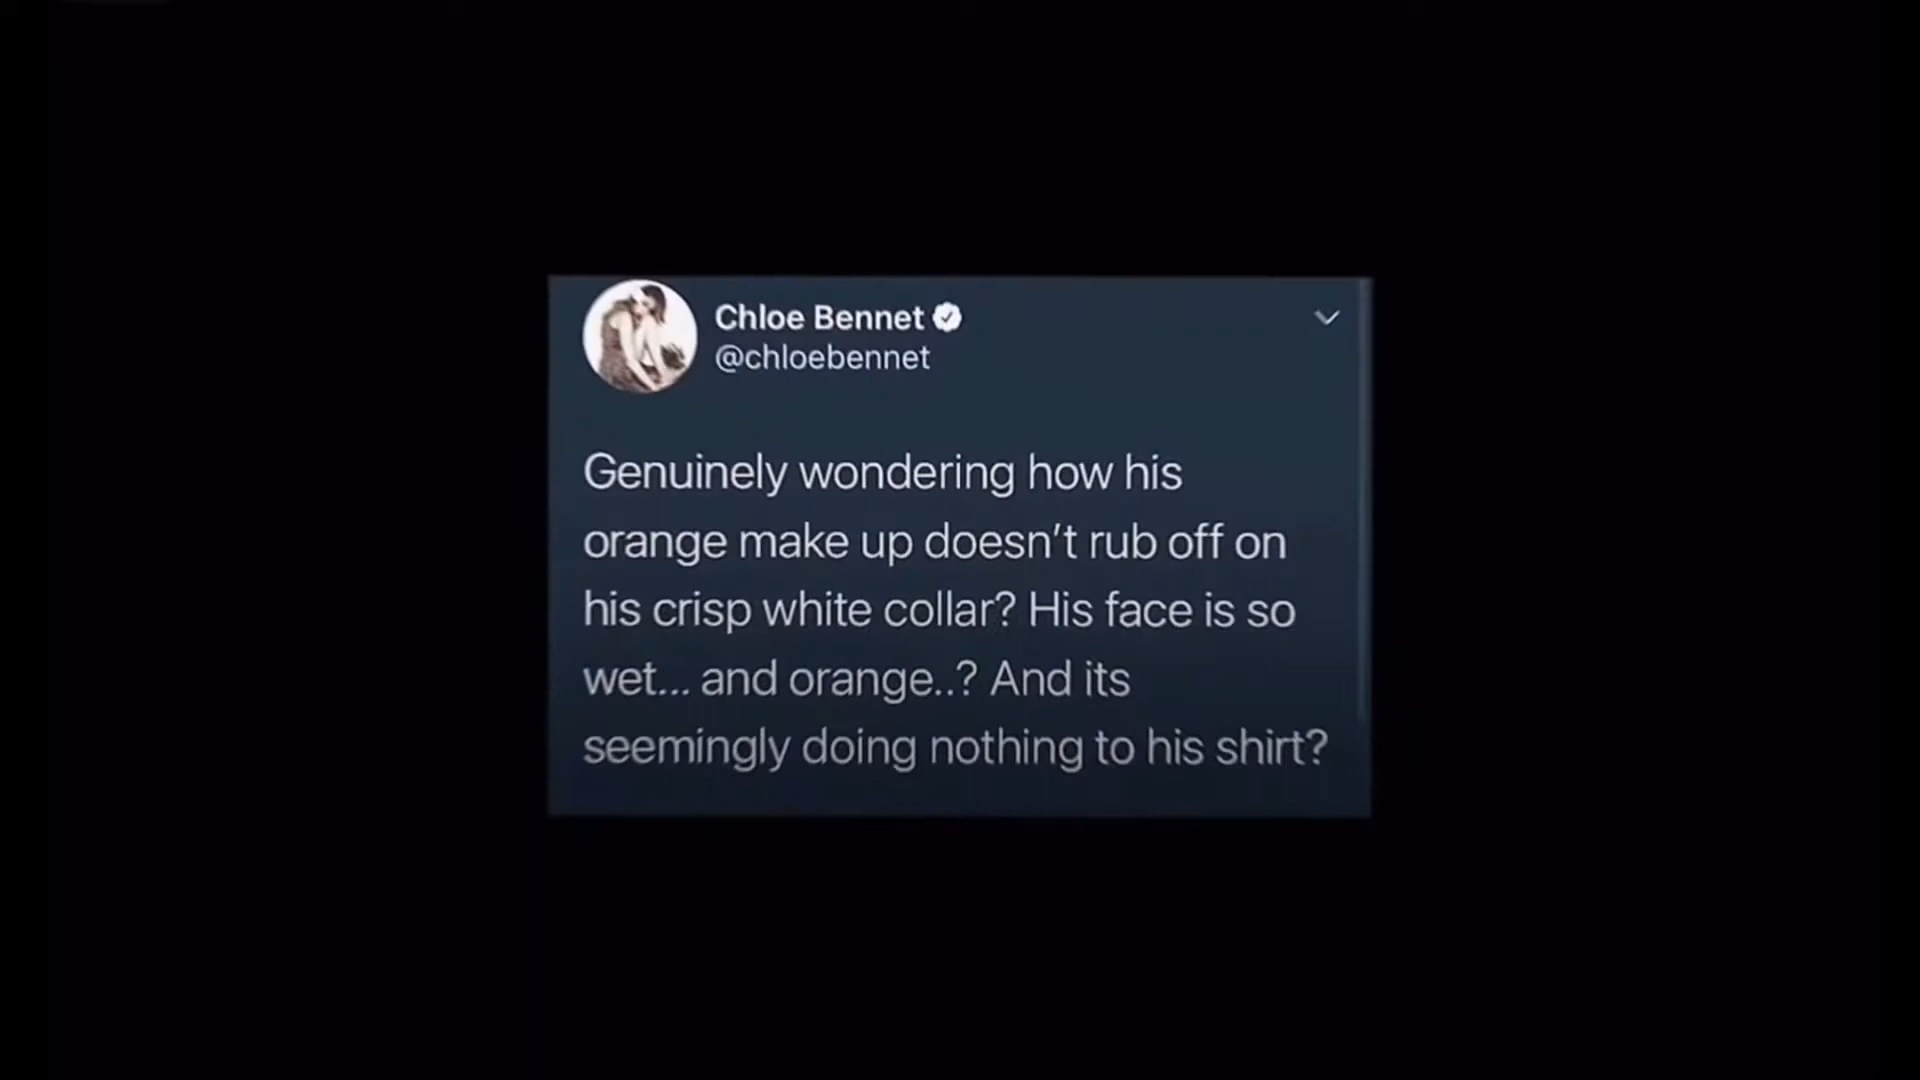 Chloe Bennet
@chloebennet
Genuinely wondering how his
orange make up doesn't rub off on
his crisp white collar? His face is so
wet... and orange..? And its
seemingly doing nothing to his shirt?